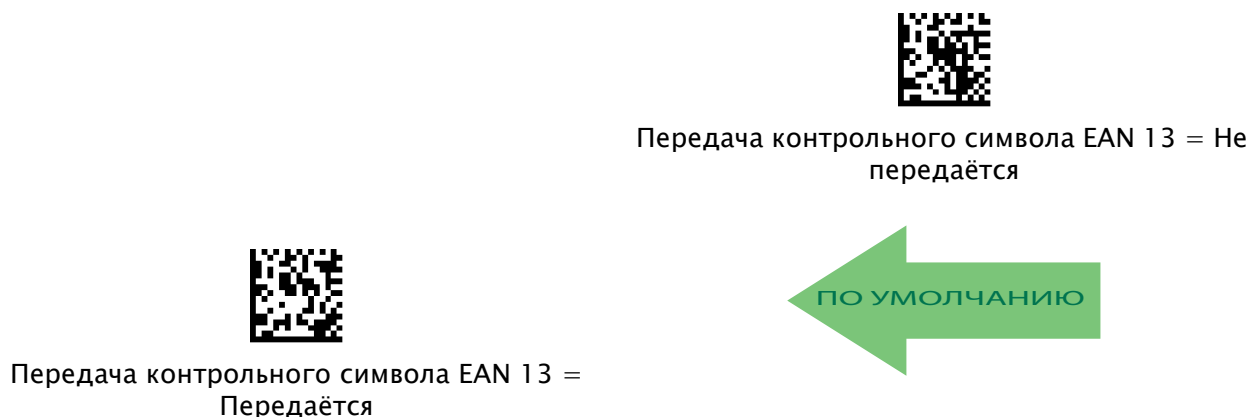 Передача контрольного символа EAN 13 = Не
передаётся
ПО УМОЛЧАНИЮ
Передача контрольного символа EAN 13 =
Передаётся